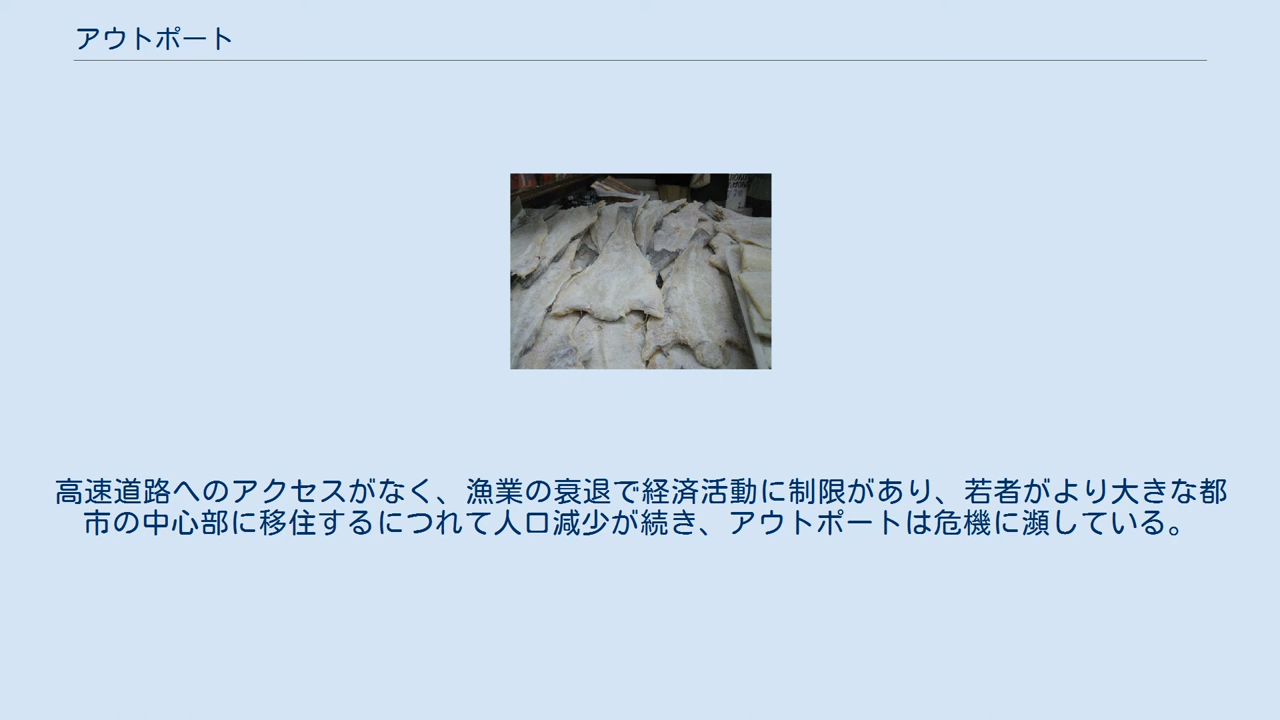 アウトポート
高速道路へのアクセスがなく、漁業の衰退で経済活動に制限があり、若者がより大きな都
市の中心部に移住するにつれて人口減少が続き、アウトポートは危機に瀕している。